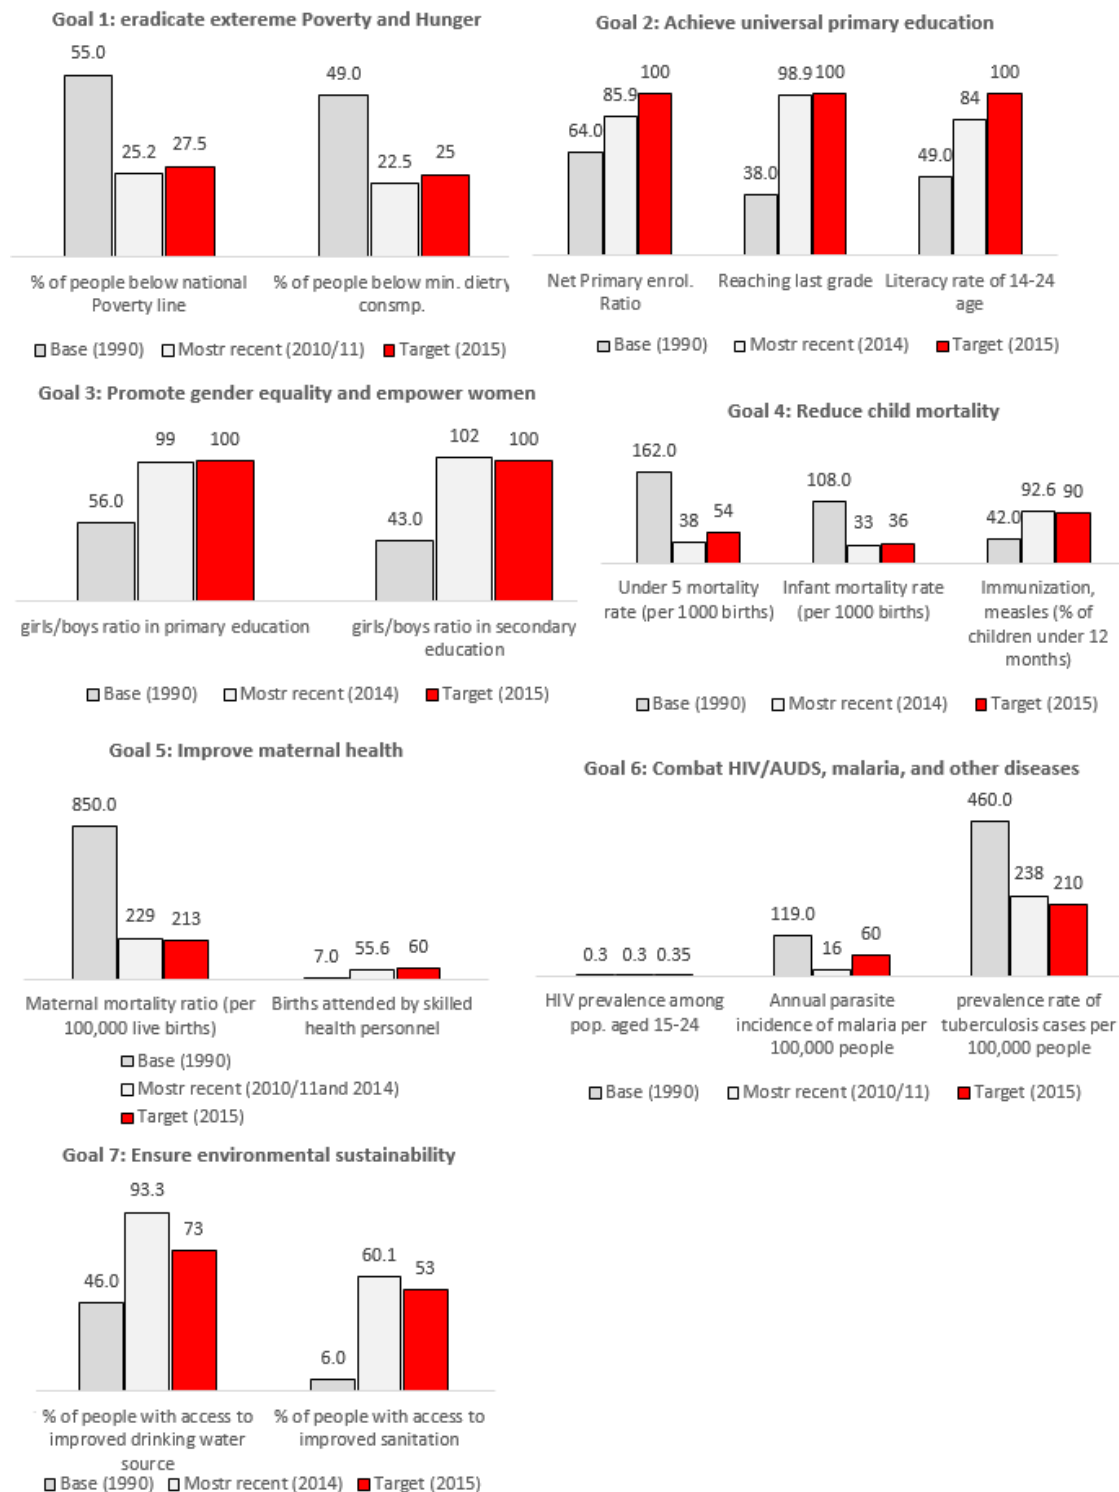 Goal 1: eradicate extereme Poverty and Hunger
55.0
25.2
27.5
49.0
22.5
25
% of people below national
Poverty line
% of people below min. dietry
consmp.
Base (1990)
Mostr recent (2010/11)
Target (2015)
Goal 2: Achieve universal primary education
64.0
85.9
100
38.0
98.9
100
49.0
84
100
Net Primary enrol.
Ratio
Reaching last grade
Literacy rate of 14-24
age
Base (1990)
Mostr recent (2014)
Target (2015)
Goal 3: Promote gender equality and empower women
56.0
99
100
43.0
102
100
girls/boys ratio in primary education
girls/boys ratio in secondary
education
Base (1990)
Mostr recent (2014)
Target (2015)
Goal 4: Reduce child mortality
162.0
38
54
108.0
33
36
42.0
92.6
90
Under 5 mortality
rate (per 1000 births)
Infant mortality rate
(per 1000 births)
Immunization,
measles (% of
children under 12
months)
Base (1990)
Mostr recent (2014)
Target (2015)
Goal 5: Improve maternal health
850.0
229
213
7.0
55.6
60
Maternal mortality ratio (per
100,000 live births)
Births attended by skilled
health personnel
Base (1990)
Mostr recent (2010/11and 2014)
Target (2015)
Goal 6: Combat HIV/AUDS, malaria, and other diseases
0.3
0.3
0.35
119.0
16
60
460.0
238
210
HIV prevalence among
pop. aged 15-24
Annual parasite
incidence of malaria per
100,000 people
prevalence rate of
tuberculosis cases per
100,000 people
Base (1990)
Mostr recent (2010/11)
Target (2015)
Goal 7: Ensure environmental sustainability
46.0
93.3
73
6.0
60.1
53
% of people with access to
improved drinking water
source
% of people with access to
improved sanitation
Base (1990)
Mostr recent (2014)
Target (2015)